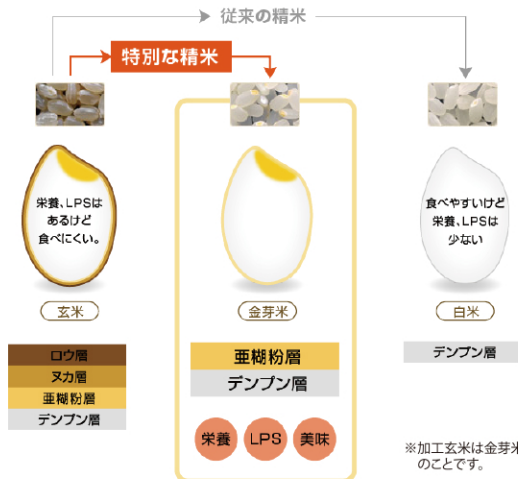 従来の精米
特別な精米
栄養、LPSは
あるけど
食べにくい。
食べやすいけど
栄養、LPSは
少ない
玄米
金芽米
白米
ロウ層
ヌカ層
亜糊粉層
デンプン層
亜糊粉層
デンプン層
デンプン層
栄養
LPS
美味
※加工玄米は金芽米
のことです。